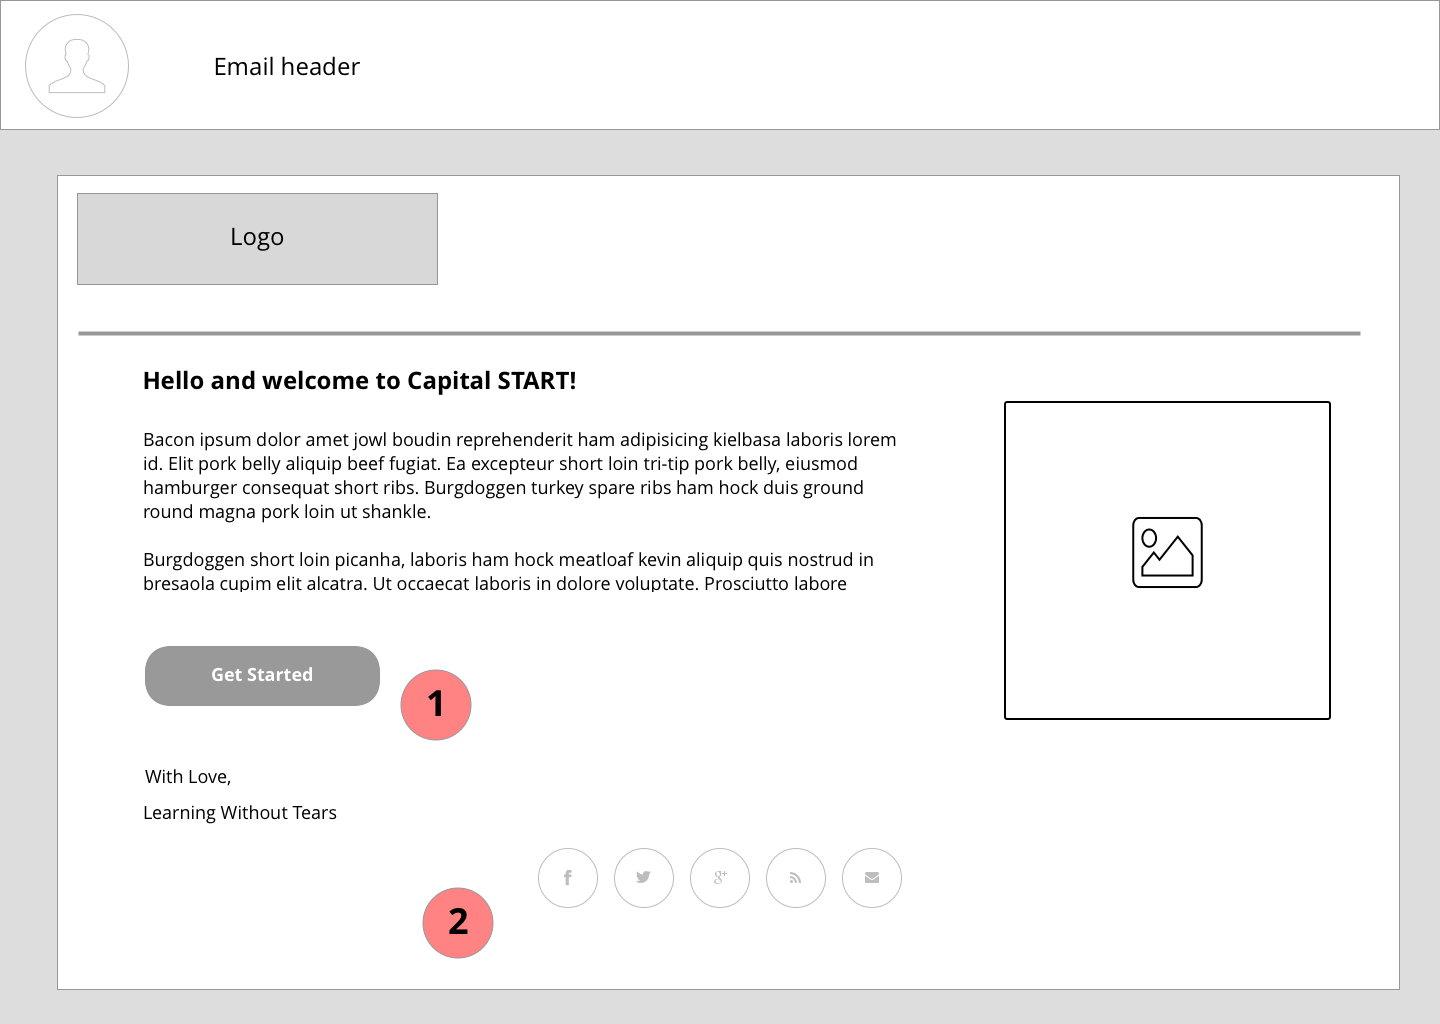 Email header
Logo
Hello and welcome to Capital START!
Bacon ipsum dolor amet jowl boudin reprehenderit ham adipisicing kielbasa laboris lorem
id. Elit pork belly aliquip beef fugiat. Ea excepteur short loin tri-tip pork belly, eiusmod
hamburger consequat short ribs. Burgdoggen turkey spare ribs ham hock duis ground
round magna pork loin ut shankle.
Burgdoggen short loin picanha, laboris ham hock meatloaf kevin aliquip quis nostrud in
bresaola cupim elit alcatra. Ut occaecat laboris in dolore voluptate. Prosciutto labore
Get Started
1
With Love,
Learning Without Tears
2